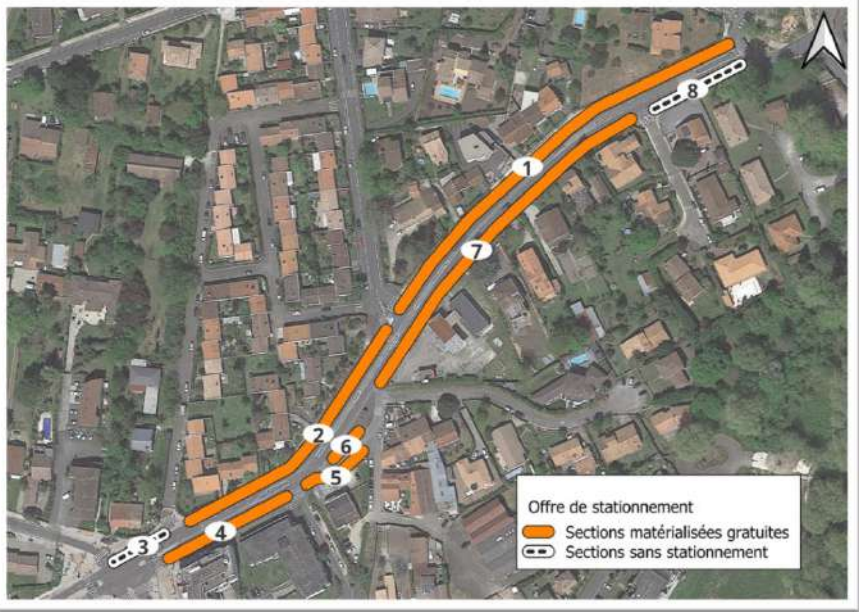 8
1
7
2
6
5
4
3
Offre de stationnement
Sections matérialisées gratuites
Sections sans stationnement